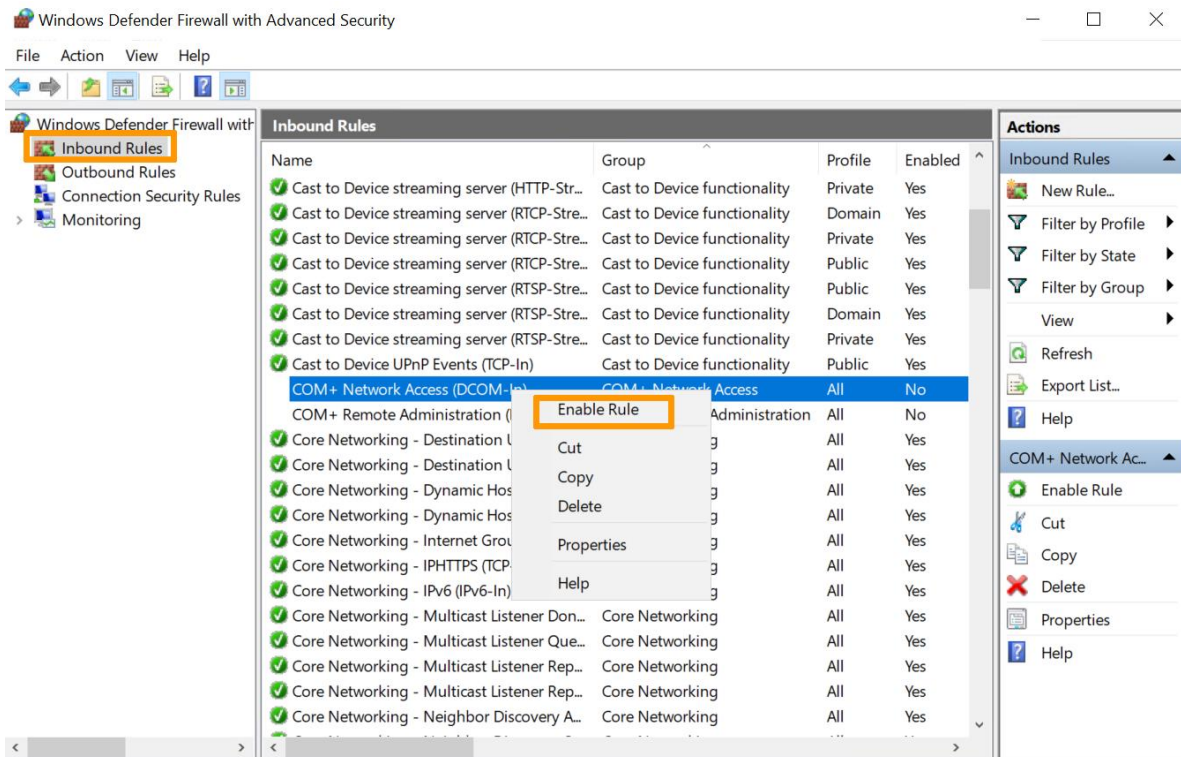 Windows Defender Firewall with Advanced Security
File Action View Help
Windows Defender Firewall with
Inbound Rules
Outbound Rules
Connection Security Rules
Monitoring
Inbound Rules
Name Group Profile Enabled
Cast to Device streaming server (HTTP-Str... Cast to Device functionality Private Yes
Cast to Device streaming server (RTCP-Stre... Cast to Device functionality Domain Yes
Cast to Device streaming server (RTCP-Stre... Cast to Device functionality Private Yes
Cast to Device streaming server (RTCP-Stre... Cast to Device functionality Public Yes
Cast to Device streaming server (RTSP-Stre... Cast to Device functionality Public Yes
Cast to Device streaming server (RTSP-Stre... Cast to Device functionality Domain Yes
Cast to Device streaming server (RTSP-Stre... Cast to Device functionality Private Yes
Cast to Device UPnP Events (TCP-In) Cast to Device functionality Public Yes
COM+ Network Access (DCOM-In) COM+ Network Access All No
COM+ Remote Administration ( Administration All No
Core Networking - Destination All Yes
Core Networking - Destination All Yes
Core Networking - Dynamic Hos All Yes
Core Networking - Dynamic Hos All Yes
Core Networking - Internet Grou All Yes
Core Networking - IPHTTPS (TCP- All Yes
Core Networking - IPv6 (IPv6-In) All Yes
Core Networking - Multicast Listener Don... Core Networking All Yes
Core Networking - Multicast Listener Que... Core Networking All Yes
Core Networking - Multicast Listener Rep... Core Networking All Yes
Core Networking - Multicast Listener Rep... Core Networking All Yes
Core Networking - Neighbor Discovery A... Core Networking All Yes
Enable Rule
Cut
Copy
Delete
Properties
Help
Actions
Inbound Rules
New Rule...
Filter by Profile
Filter by State
Filter by Group
View
Refresh
Export List...
Help
COM+ Network Ac...
Enable Rule
Cut
Copy
Delete
Properties
Help